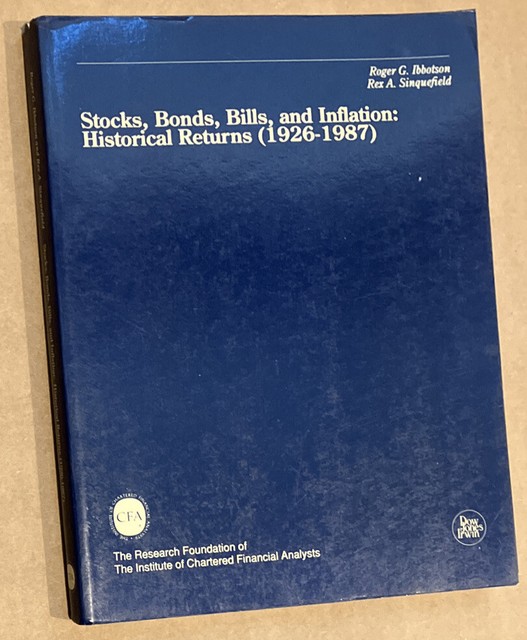 Roger G. Ibbotson
Rex A. Sinquefield
Stocks, Bonds, Bills, and Inflation:
Historical Returns (1926-1987)
CFA
The Research Foundation of
The Institute of Chartered Financial Analysts
Dow
Jones
Irwin